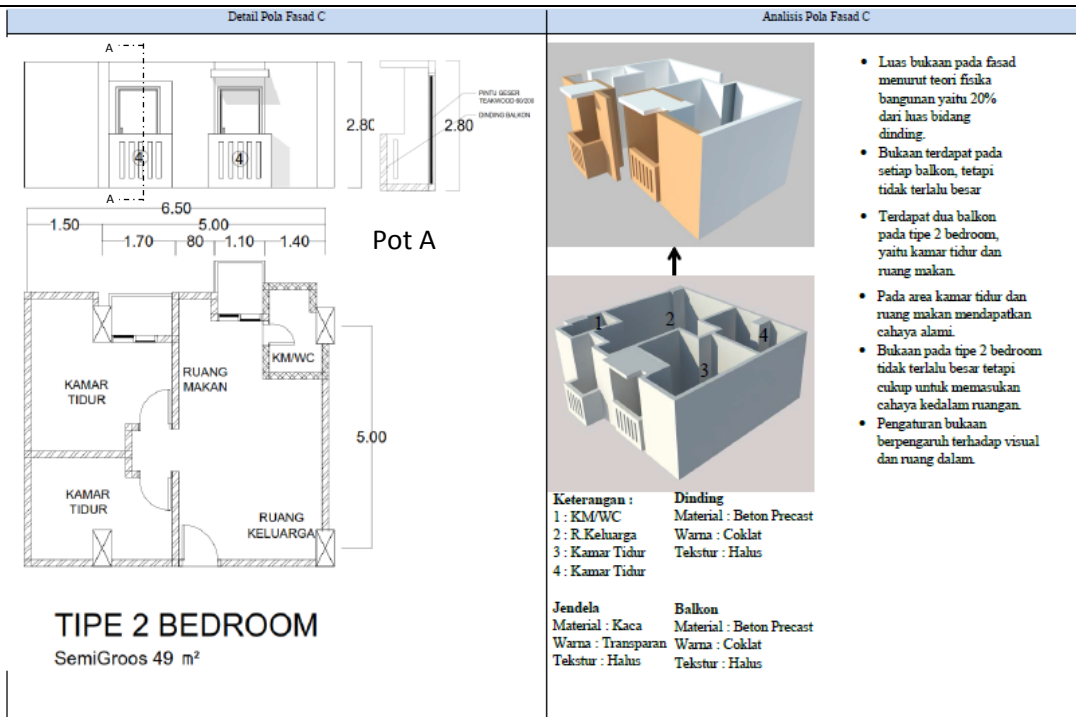 Detail Pola Fasad C
Analisis Pola Fasad C
A
4
4
A
2.80
2.80
PINTU GESER
TEAKWOOD 80/200
DINDING BALKON
6.50
1.50
5.00
1.70
80
1.10
1.40
Pot A
KM/WC
RUANG
MAKAN
KAMAR
TIDUR
5.00
KAMAR
TIDUR
RUANG
KELUARGA
TIPE 2 BEDROOM
SemiGroos 49 m²
1
2
3
4
Keterangan :
1 : KM/WC
2 : R.Keluarga
3 : Kamar Tidur
4 : Kamar Tidur
Dinding
Material : Beton Precast
Warna : Coklat
Tekstur : Halus
Jendela
Material : Kaca
Warna : Transparan
Tekstur : Halus
Balkon
Material : Beton Precast
Warna : Coklat
Tekstur : Halus
• Luas bukaan pada fasad
menurut teori fisika
bangunan yaitu 20%
dari luas bidang
dinding.
• Bukaan terdapat pada
setiap balkon, tetapi
tidak terlalu besar
• Terdapat dua balkon
pada tipe 2 bedroom,
yaitu kamar tidur dan
ruang makan.
• Pada area kamar tidur dan
ruang makan mendapatkan
cahaya alami.
• Bukaan pada tipe 2 bedroom
tidak terlalu besar tetapi
cukup untuk memasukan
cahaya kedalam ruangan.
• Pengaturan bukaan
berpengaruh terhadap visual
dan ruang dalam.